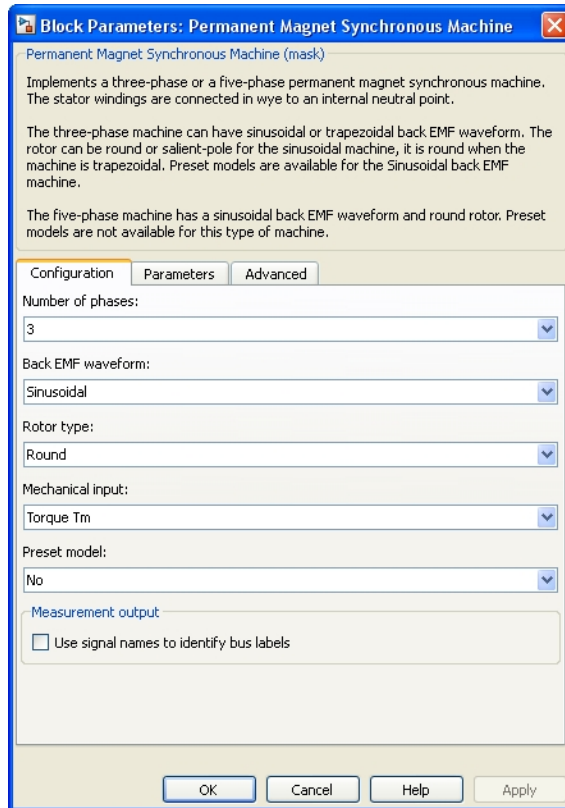 Block Parameters: Permanent Magnet Synchronous Machine
Permanent Magnet Synchronous Machine (mask)
Implements a three-phase or a five-phase permanent magnet synchronous machine.
The stator windings are connected in wye to an internal neutral point.
The three-phase machine can have sinusoidal or trapezoidal back EMF waveform. The
rotor can be round or salient-pole for the sinusoidal machine, it is round when the
machine is trapezoidal. Preset models are available for the Sinusoidal back EMF
machine.
The five-phase machine has a sinusoidal back EMF waveform and round rotor. Preset
models are not available for this type of machine.
Configuration Parameters Advanced
Number of phases:
3
Back EMF waveform:
Sinusoidal
Rotor type:
Round
Mechanical input:
Torque Tm
Preset model:
No
Measurement output
Use signal names to identify bus labels
OK Cancel Help Apply